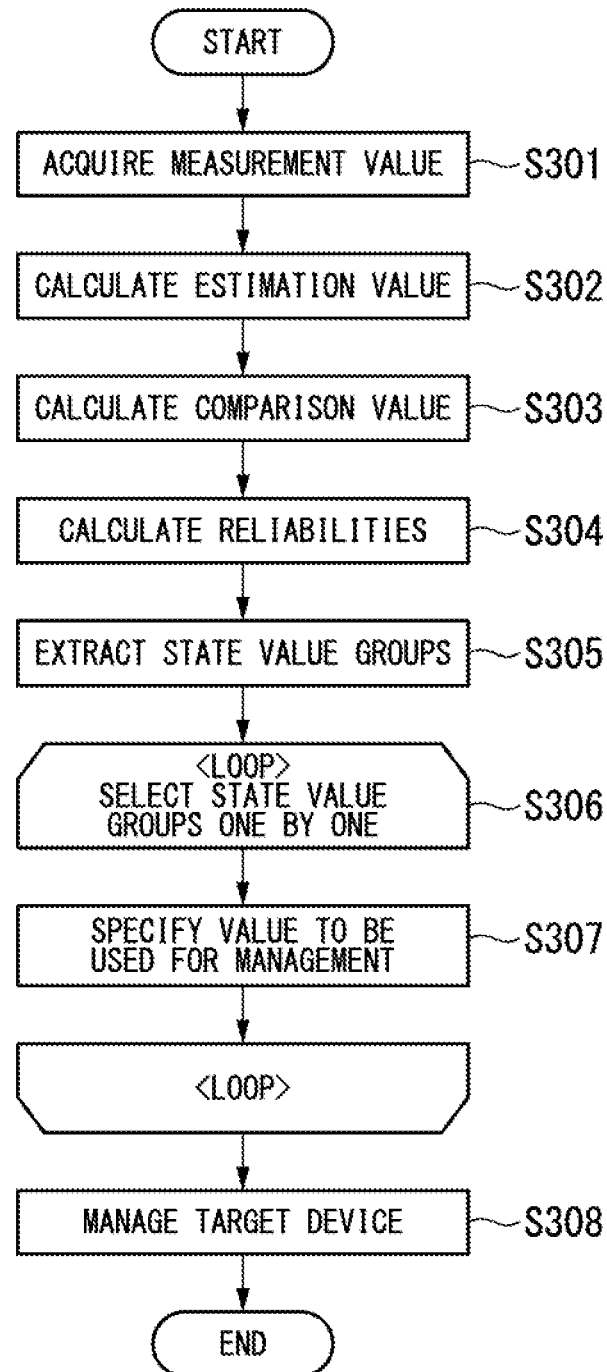 START
ACQUIRE MEASUREMENT VALUE S301
CALCULATE ESTIMATION VALUE S302
CALCULATE COMPARISON VALUE S303
CALCULATE RELIABILITIES S304
EXTRACT STATE VALUE GROUPS S305
<LOOP>
SELECT STATE VALUE
GROUPS ONE BY ONE
S306
SPECIFY VALUE TO BE
USED FOR MANAGEMENT
S307
<LOOP>
MANAGE TARGET DEVICE S308
END